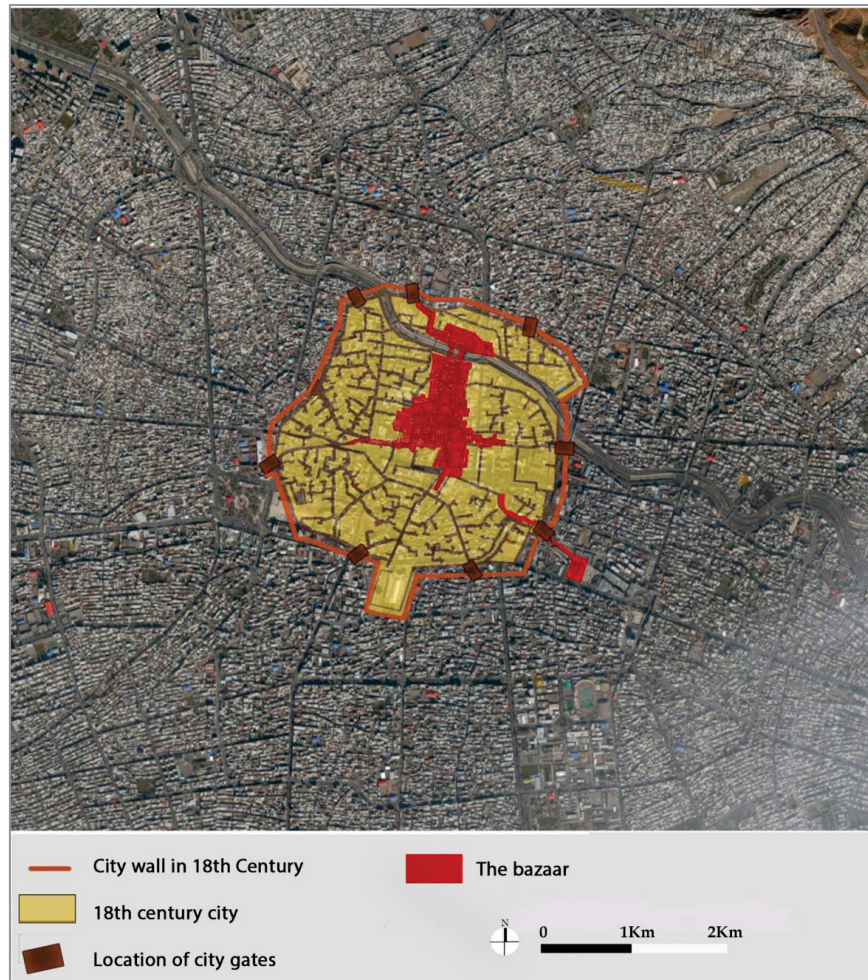 City wall in 18th Century
The bazaar
18th century city
Location of city gates
N
0 1Km 2Km